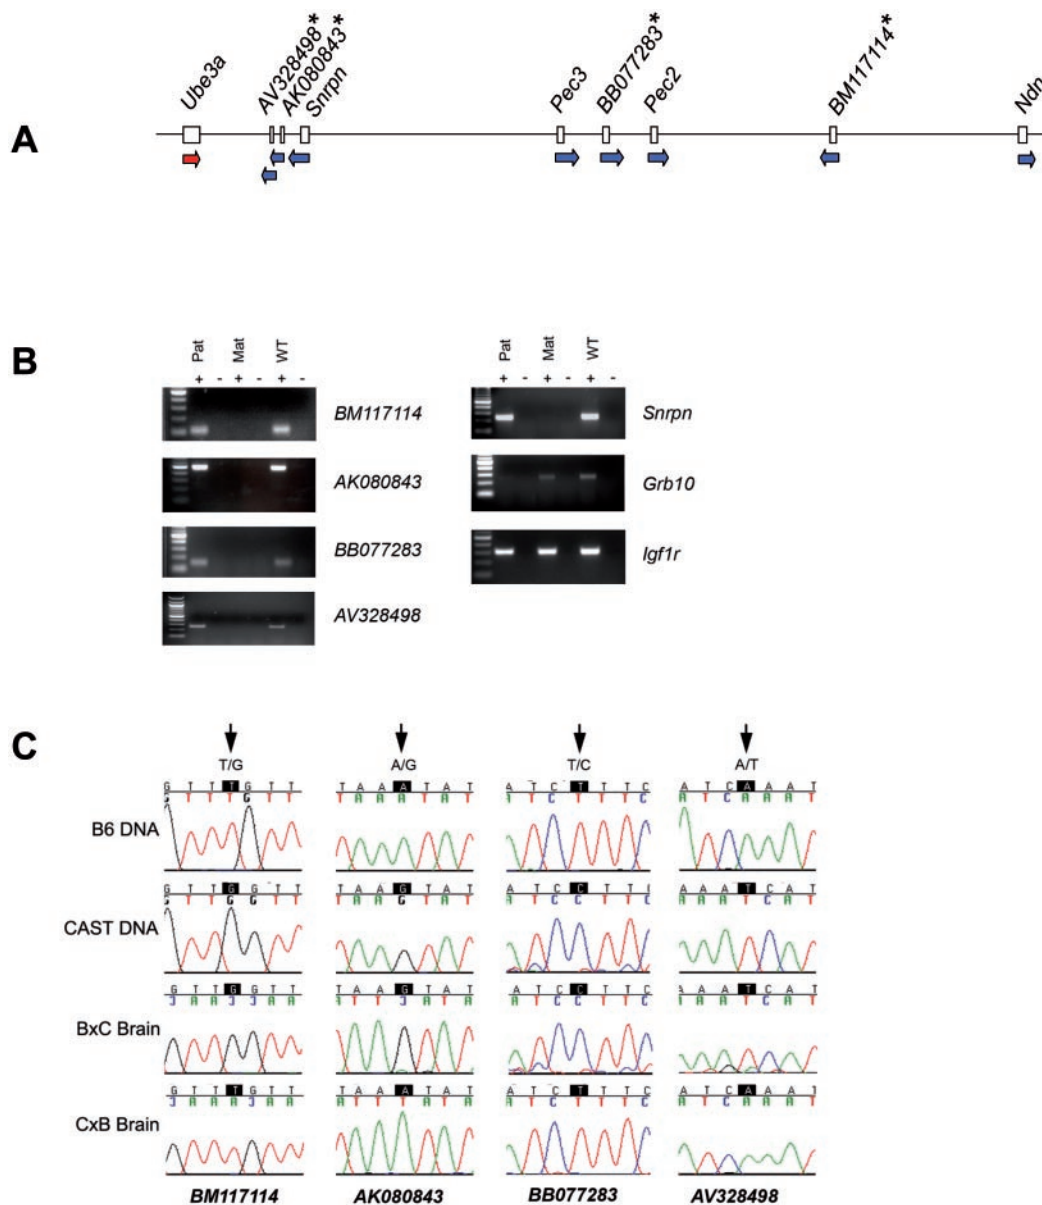 A
Ube3a
AV328498*
AK080843*
Snrpn
Pec3
BB077283*
Pec2
BM117114*
Ndn
B
Pat Mat WT
+ - + - + -
BM117114
AK080843
BB077283
AV328498
Pat Mat WT
+ - + - + -
Snrpn
Grb10
Igf1r
C
T/G A/G T/C A/T
B6 DNA
G T T T G T T
G T T T G T T
T A A A T A T
T A A A T A T
A T C T T T C
A T C T T T C
A T C A A A T
A T C A A A T
CAST DNA
G T T G G T T
G T T G G T T
T A A G T A T
T A A G T A T
A T C C T T
A T C C T T
A A A T C A T
A A A T C A T
BxC Brain
G T T G G T T
T A A G T A T
A T C C T T C
A T C C T T C
A A A T C A T
A A A T C A T
CxB Brain
G T T T G T T
T A A A T A T
A T C T T T C
A T C T T T C
A T C A A A T
A T C A A A T
BM117114 AK080843 BB077283 AV328498